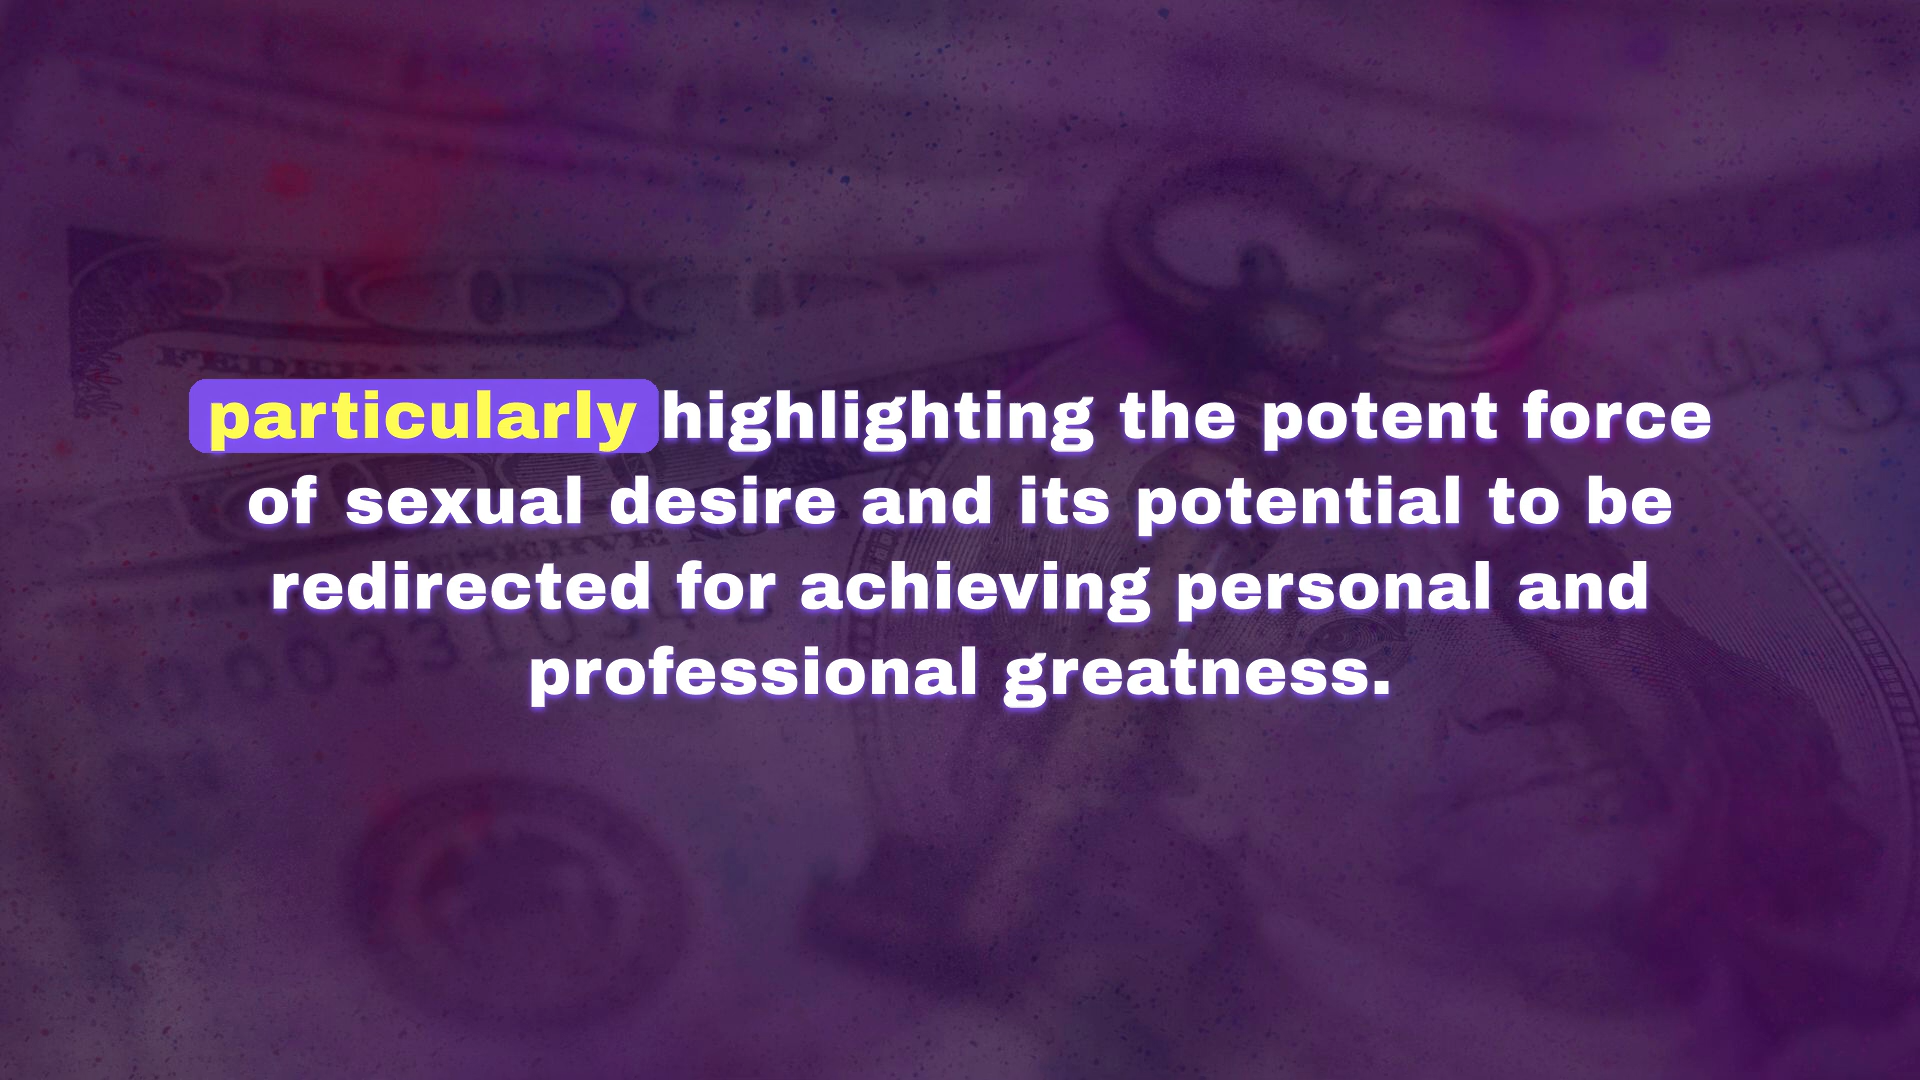 FEDER
particularly highlighting the potent force
of sexual desire and its potential to be
redirected for achieving personal and
professional greatness.